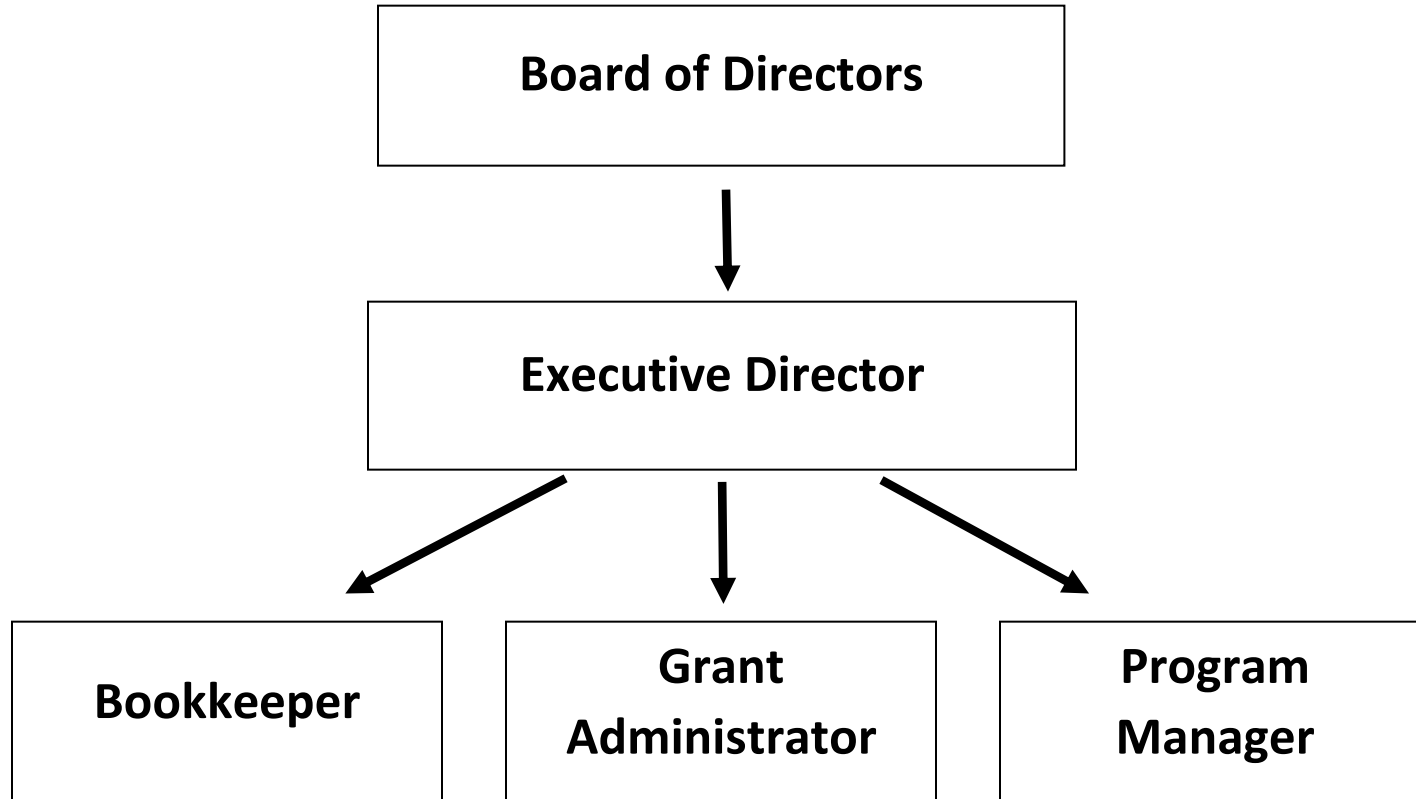 Board of Directors
Executive Director
Bookkeeper
Grant
Administrator
Program
Manager